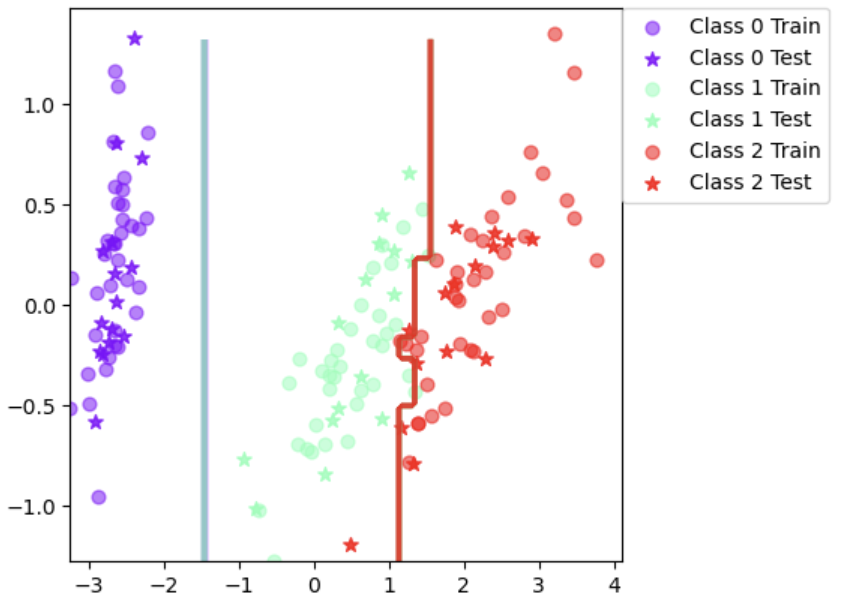 Class 0 Train
Class 0 Test
Class 1 Train
Class 1 Test
Class 2 Train
Class 2 Test
1.0
0.5
0.0
−0.5
−1.0
−3 −2 −1 0 1 2 3 4